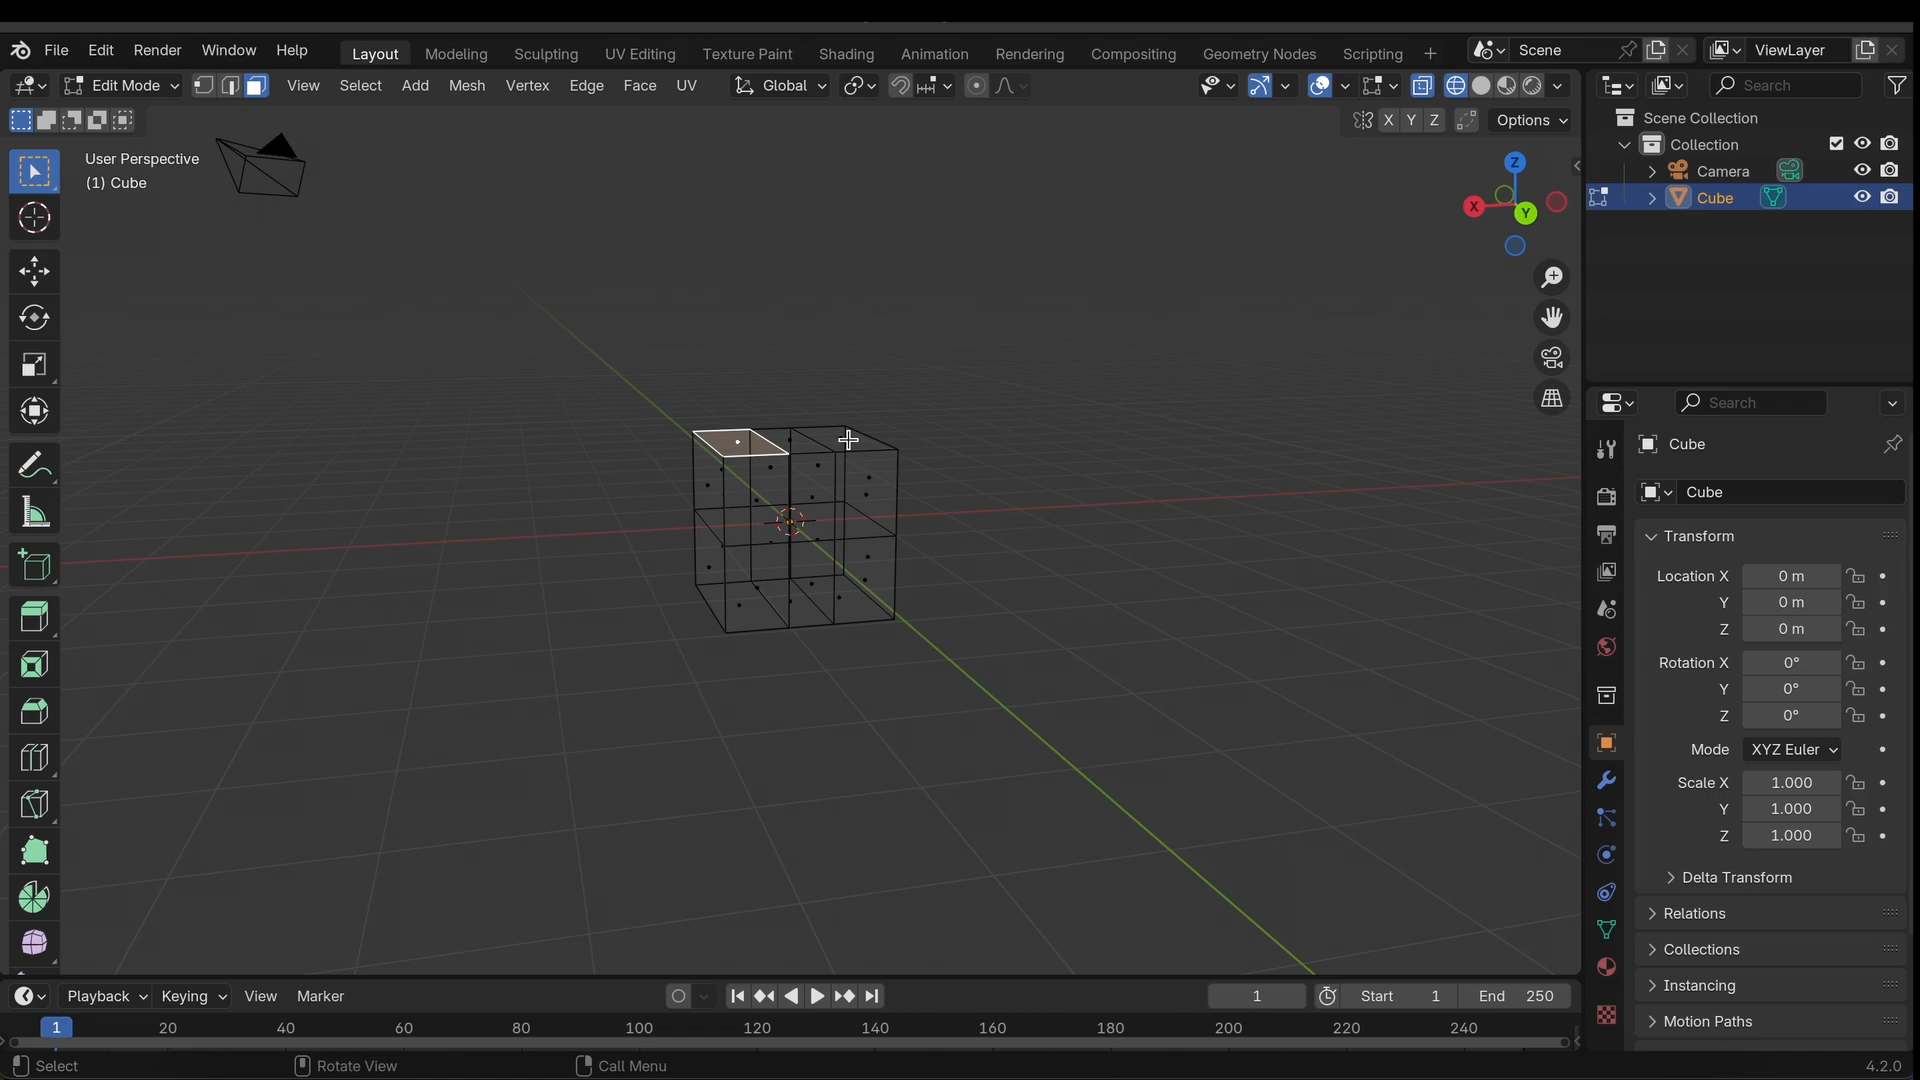 File Edit Render Window Help Layout Modeling Sculpting UV Editing Texture Paint Shading Animation Rendering Compositing Geometry Nodes Scripting + Scene ViewLayer
Edit Mode View Select Add Mesh Vertex Edge Face UV Global Search
X Y Z Options
Scene Collection
Collection
Camera
Cube
User Perspective
(1) Cube
Z
X
Y
Search
Cube
Cube
Transform
Location X 0 m
Y 0 m
Z 0 m
Rotation X 0°
Y 0°
Z 0°
Mode XYZ Euler
Scale X 1.000
Y 1.000
Z 1.000
Delta Transform
Relations
Collections
Instancing
Motion Paths
Playback Keying View Marker 1 Start 1 End 250
1 20 40 60 80 100 120 140 160 180 200 220 240
Select Rotate View Call Menu 4.2.0